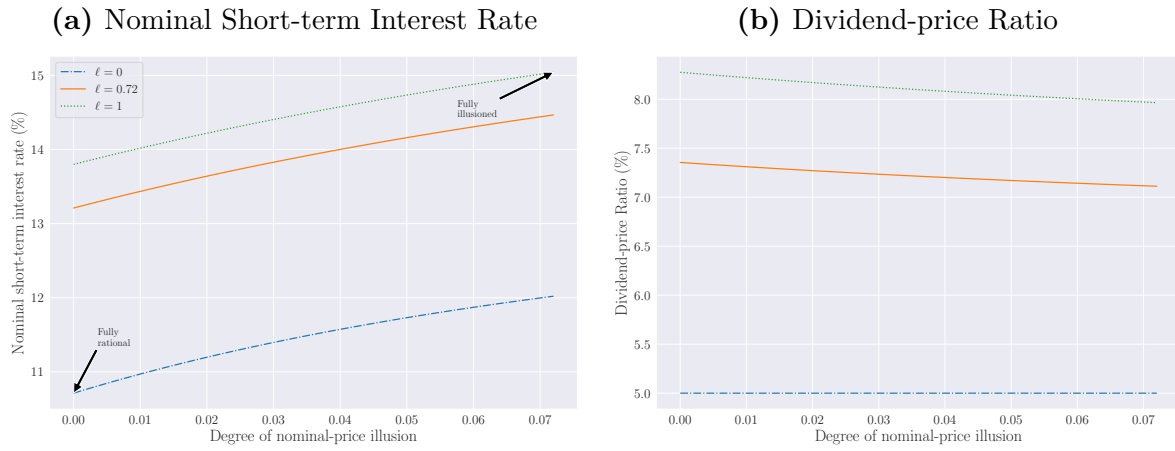 (a) Nominal Short-term Interest Rate
Nominal short-term interest rate (%)
15
14
13
12
11
ℓ = 0
ℓ = 0.72
ℓ = 1
Fully
illusioned
Fully
rational
0.00 0.01 0.02 0.03 0.04 0.05 0.06 0.07
Degree of nominal-price illusion
(b) Dividend-price Ratio
Dividend-price Ratio (%)
8.0
7.5
7.0
6.5
6.0
5.5
5.0
0.00 0.01 0.02 0.03 0.04 0.05 0.06 0.07
Degree of nominal-price illusion